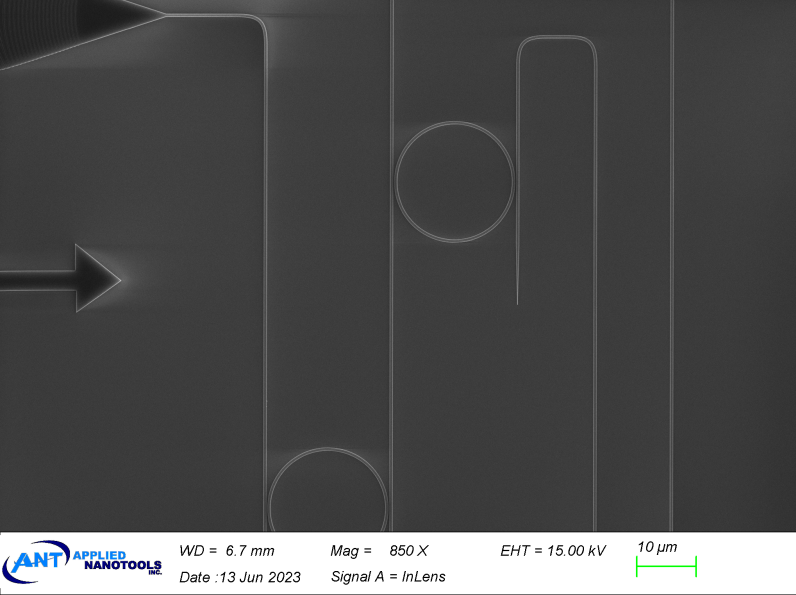 ANT APPLIED NANOTOOLS INC.
WD = 6.7 mm Mag = 850 X EHT = 15.00 kV 10 µm
Date :13 Jun 2023 Signal A = InLens